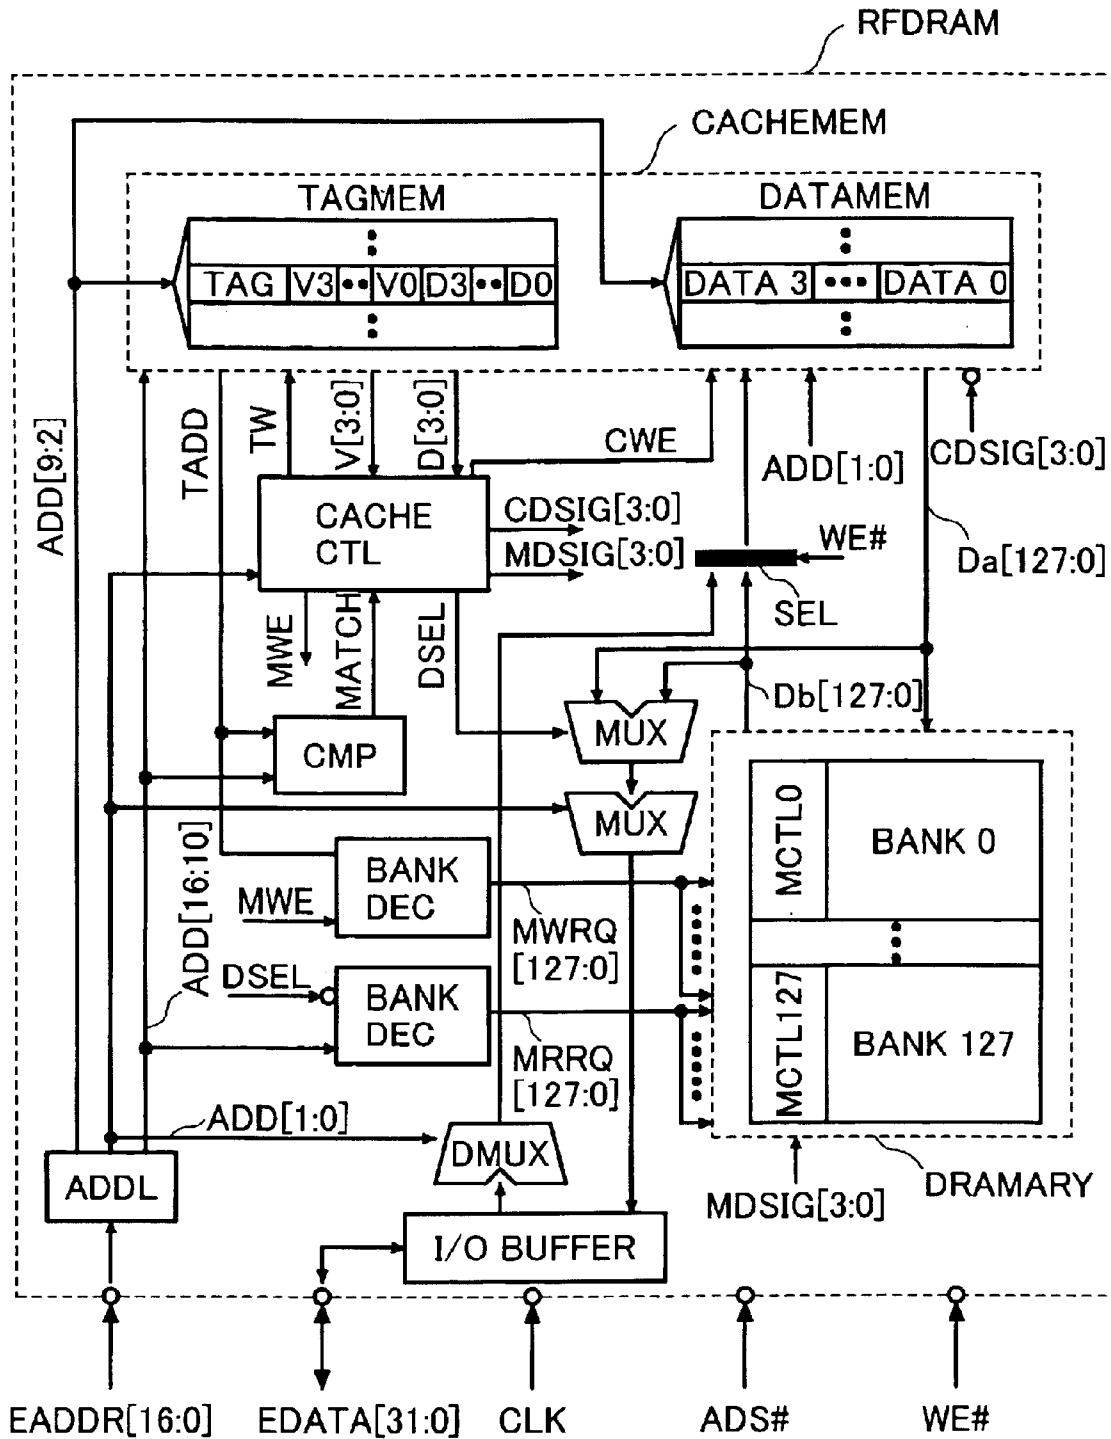 RFDRAM
CACHEMEM
TAGMEM
DATAMEM
TAG V3 V0 D3 D0
DATA 3 DATA 0
ADD[9:2]
TADD
TW
V[3:0]
D[3:0]
CWE
ADD[1:0]
CDSIG[3:0]
CACHE
CTL
CDSIG[3:0]
MDSIG[3:0]
WE#
SEL
Da[127:0]
MWE
MATCH
DSEL
Db[127:0]
CMP
MUX
MUX
MCTL0
BANK 0
ADD[16:10]
BANK
DEC
MWE
MWRQ
[127:0]
DSEL
BANK
DEC
MRRQ
[127:0]
MCTL127
BANK 127
ADD[1:0]
DMUX
ADDL
DRAMARY
MDSIG[3:0]
I/O BUFFER
EADDR[16:0]
EDATA[31:0]
CLK
ADS#
WE#